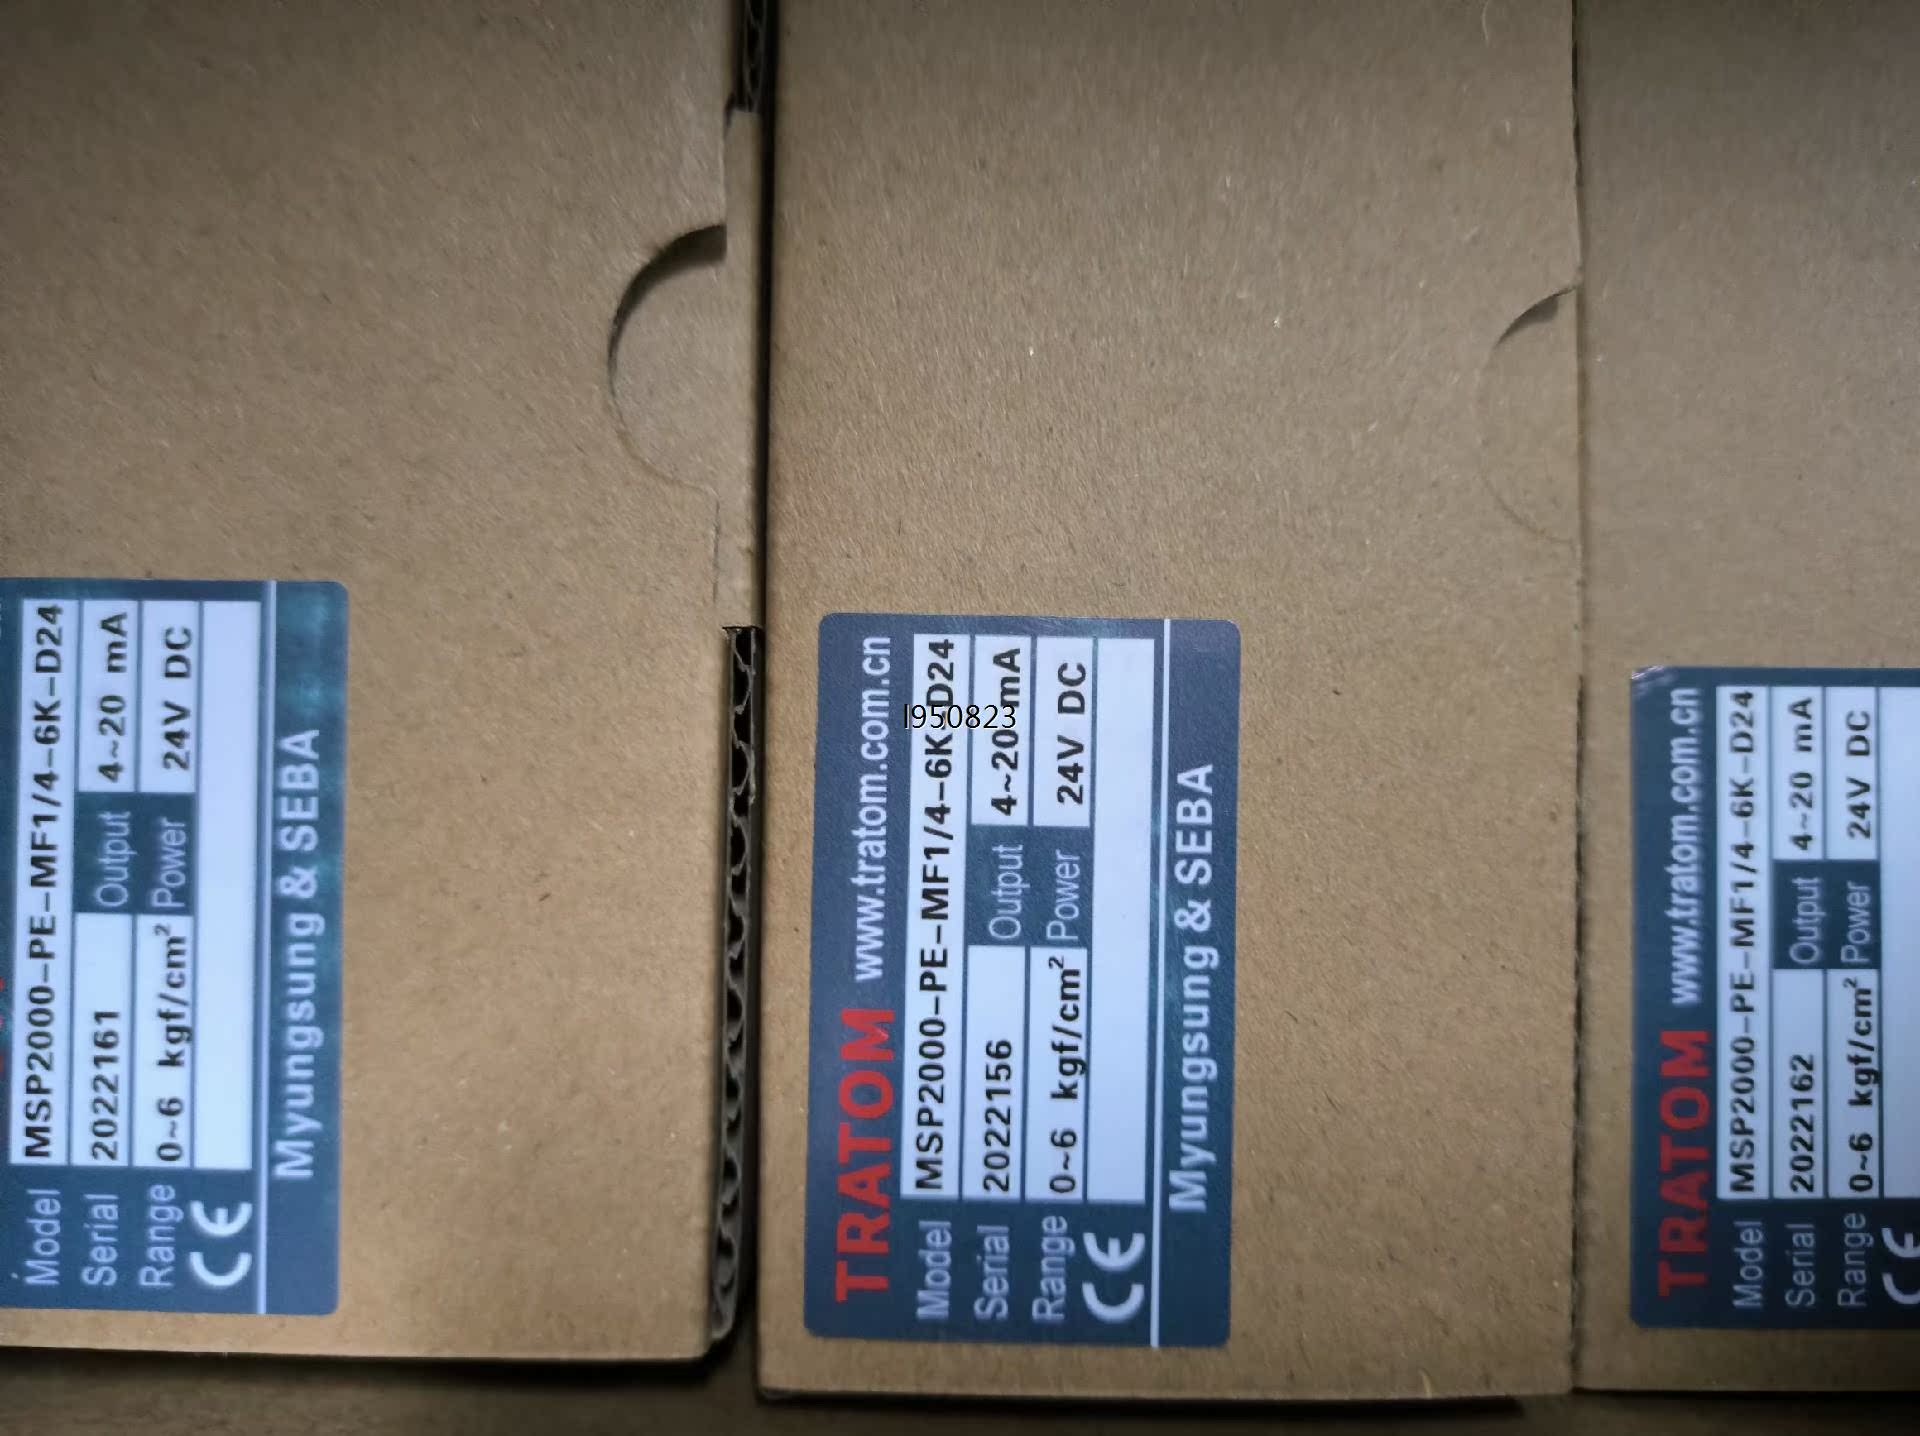 Model MSP2000-PE-MF1/4-6K-D24
Serial 2022161 Output 4~20 mA
Range 0~6 kgf/cm² Power 24V DC
CE
Myungsung & SEBA
TRATOM www.tratom.com.cn
Model MSP2000-PE-MF1/4-6K-D24
Serial 2022156 Output 4~20mA
Range 0~6 kgf/cm² Power 24V DC
CE
Myungsung & SEBA
l950823
TRATOM www.tratom.com.cn
Model MSP2000-PE-MF1/4-6K-D24
Serial 2022162 Output 4~20 mA
Range 0~6 kgf/cm² Power 24V DC
CE